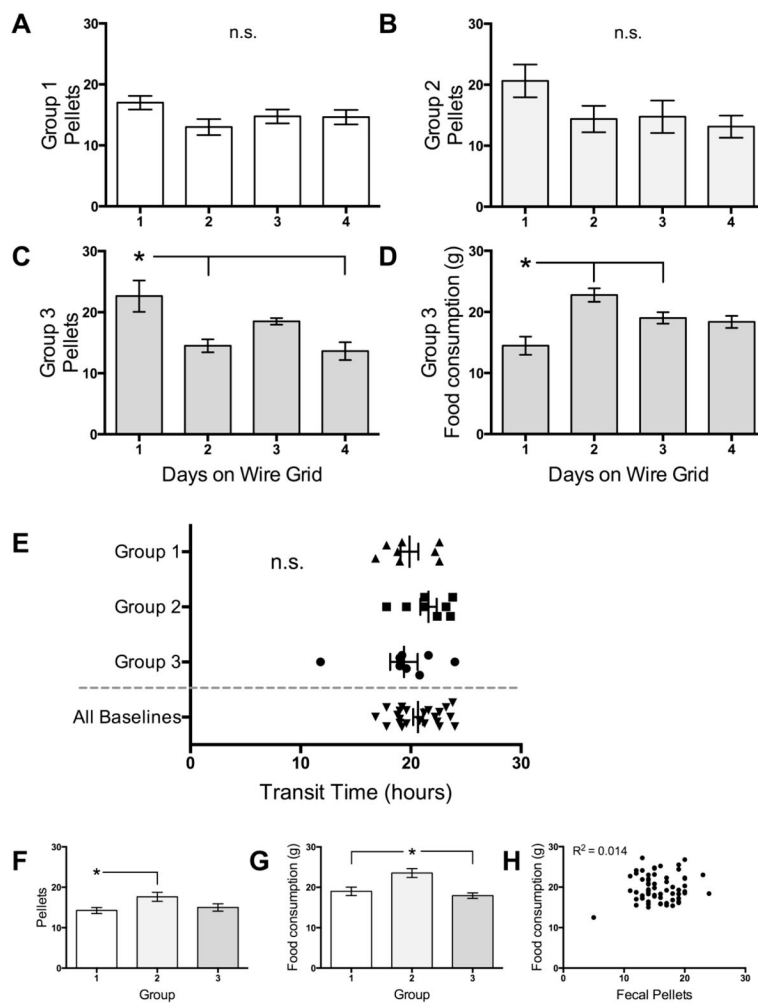 A
n.s.
Group 1
Pellets
30
20
10
0
1 2 3 4
B
n.s.
Group 2
Pellets
30
20
10
0
1 2 3 4
C
*
Group 3
Pellets
30
20
10
0
1 2 3 4
Days on Wire Grid
D
*
Group 3
Food consumption (g)
30
20
10
0
1 2 3 4
Days on Wire Grid
E
n.s.
Group 1
Group 2
Group 3
All Baselines
0 10 20 30
Transit Time (hours)
F
*
Pellets
30
20
10
0
1 2 3
Group
G
*
Food consumption (g)
30
20
10
0
1 2 3
Group
H
R² = 0.014
Food consumption (g)
30
20
10
0
0 10 20 30
Fecal Pellets